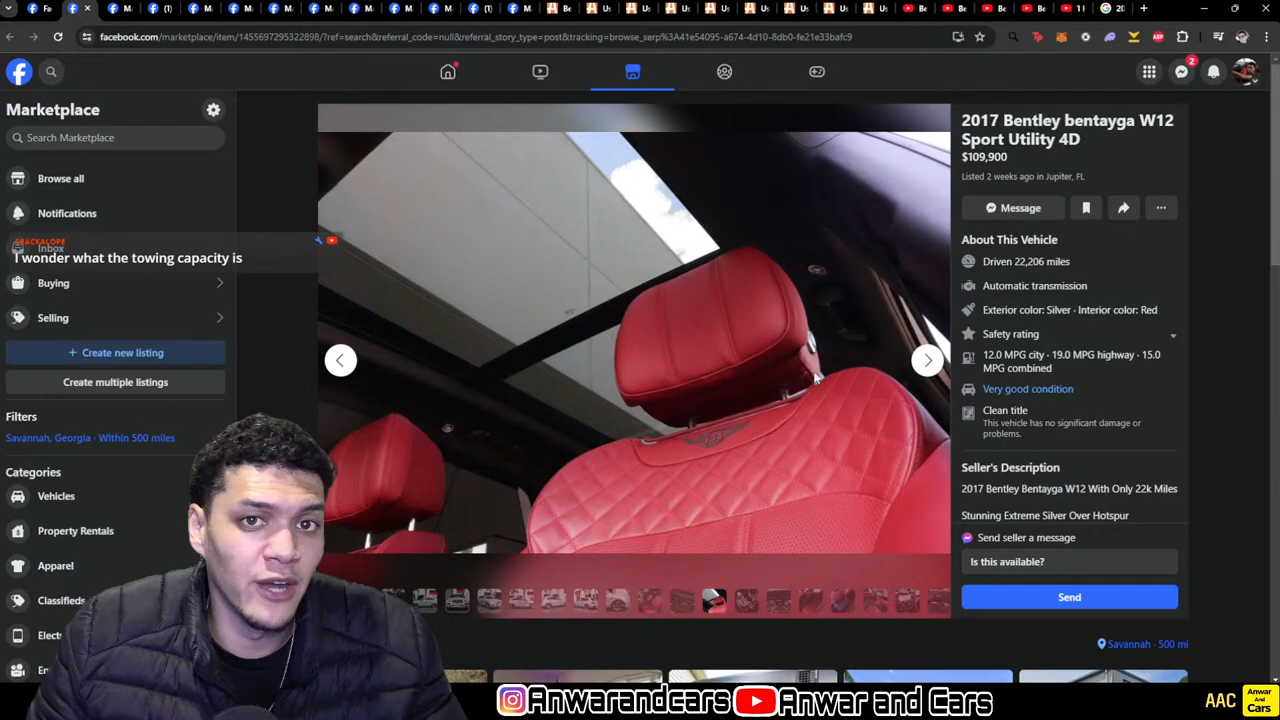 facebook.com/marketplace/item/1455697295322898/?ref=search&referral_code=null&referral_story_type=post&tracking=browse_serp%3A41e54095-a674-4d10-8db0-fe21e33bafc9
2
Marketplace
Search Marketplace
Browse all
Notifications
Inbox
I wonder what the towing capacity is
Buying
Selling
+ Create new listing
Create multiple listings
Filters
Savannah, Georgia · Within 500 miles
Categories
Vehicles
Property Rentals
Apparel
Classifieds
2017 Bentley bentayga W12
Sport Utility 4D
$109,900
Listed 2 weeks ago in Jupiter, FL
Message
About This Vehicle
Driven 22,206 miles
Automatic transmission
Exterior color: Silver · Interior color: Red
Safety rating
12.0 MPG city · 19.0 MPG highway · 15.0
MPG combined
Very good condition
Clean title
This vehicle has no significant damage or
problems.
Seller's Description
2017 Bentley Bentayga W12 With Only 22k Miles
Stunning Extreme Silver Over Hotspur
Send seller a message
Is this available?
Send
Savannah · 500 mi
@Anwarandcars
Anwar and Cars
AAC
Anwar
And
Cars